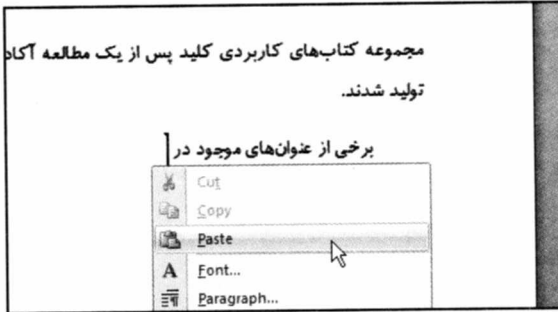 مجموعه کتاب‌های کاربردی کلید پس از یک مطالعه آکاد
تولید شدند.
برخی از عنوان‌های موجود در
Cut
Copy
Paste
Font...
Paragraph...